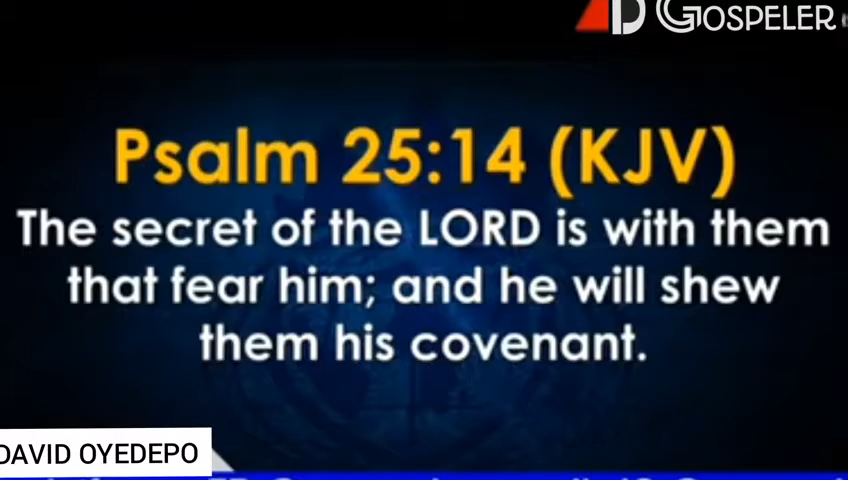 GOSPELER
Psalm 25:14 (KJV)
The secret of the LORD is with them
that fear him; and he will shew
them his covenant.
DAVID OYEDEPO